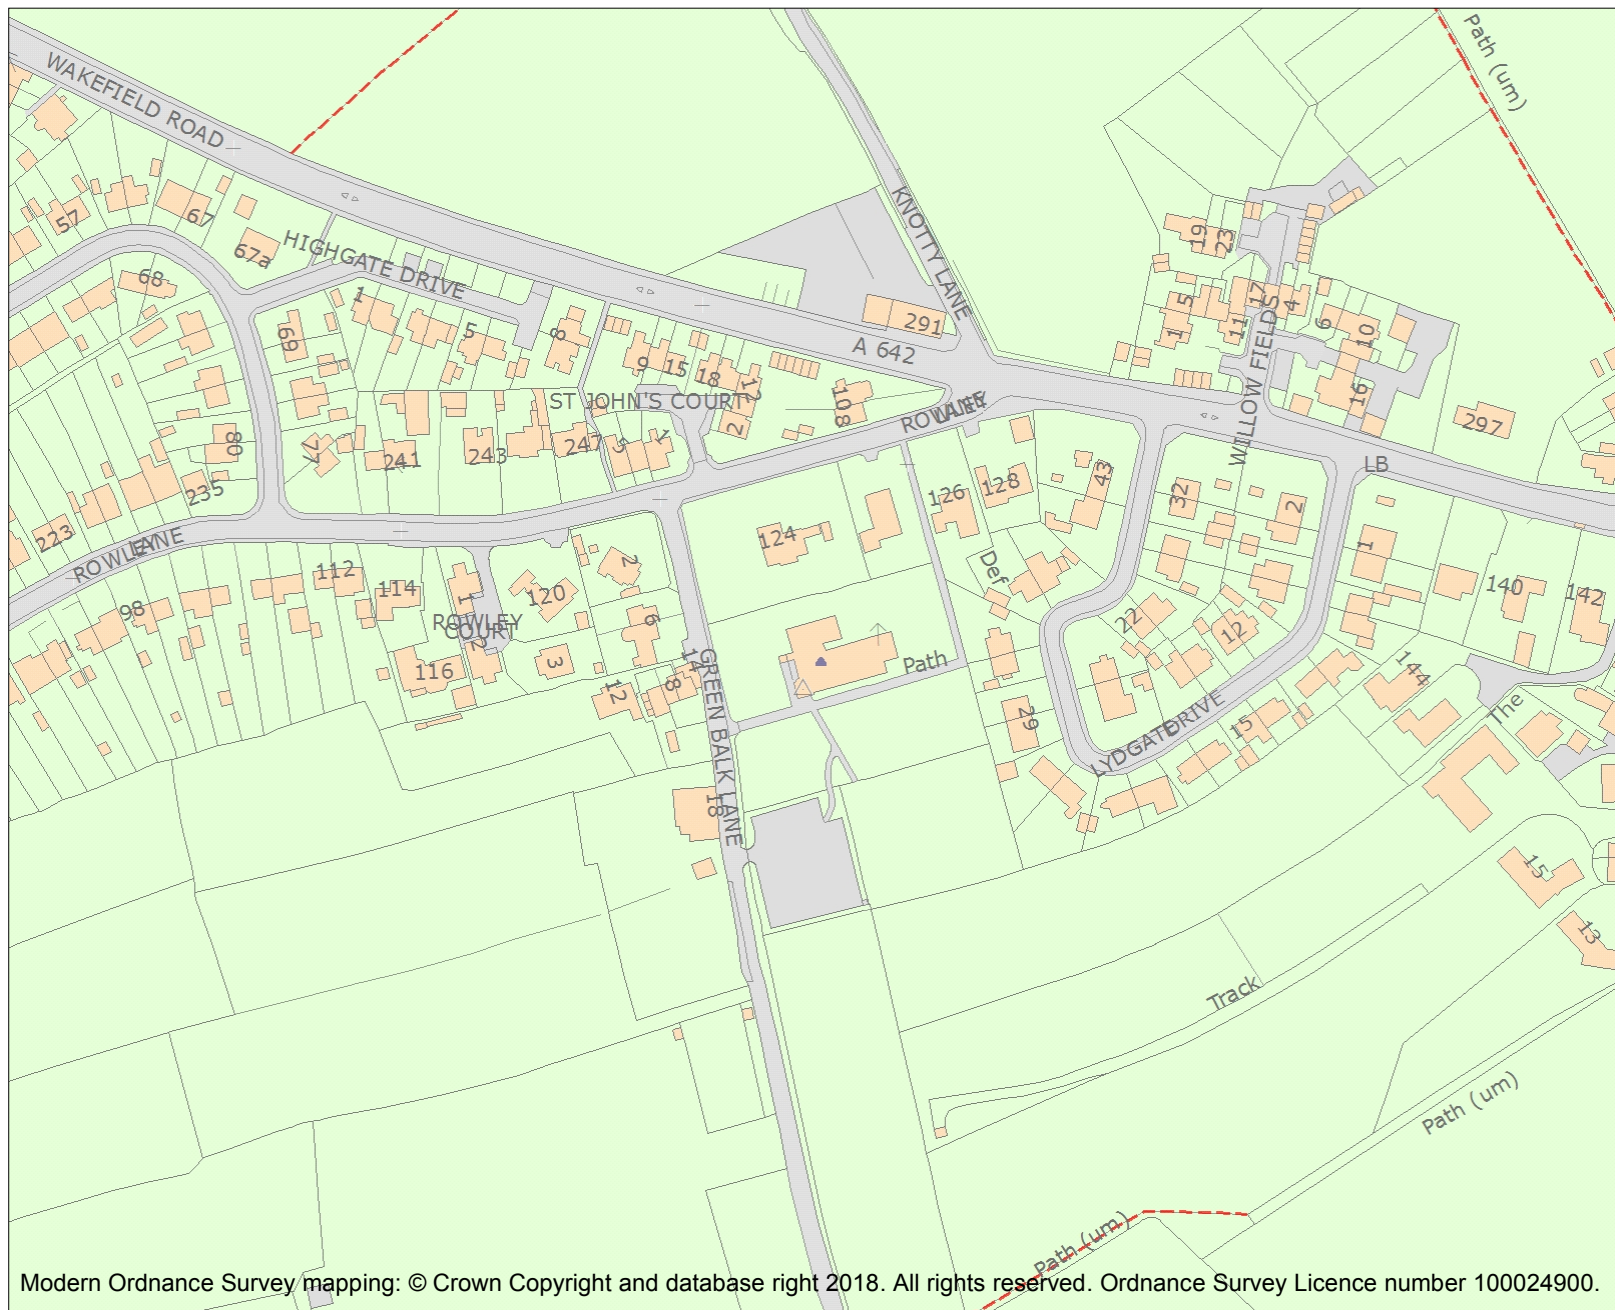 Path (um)
WAKEFIELD ROAD
KNOTTY LANE
57
67
67a
HIGHGATE DRIVE
68
1
69
5
8
291
A 642
19
23
5
1
17
11
4
6
10
16
WILLOW FIELDS
297
LB
9
15
18
12
108
ST JOHN'S COURT
2
ROWLEY LANE
80
77
241
243
247
5
1
235
223
ROWLEY LANE
126
128
43
32
2
1
124
Def
98
112
114
1
120
2
ROWLEY
COURT
2
6
116
3
12
8
14
GREEN BALK LANE
Path
22
12
29
LYDGATE DRIVE
15
140
142
144
The
18
15
13
Track
Path (um)
Path (um)
Modern Ordnance Survey mapping: © Crown Copyright and database right 2018. All rights reserved. Ordnance Survey Licence number 100024900.